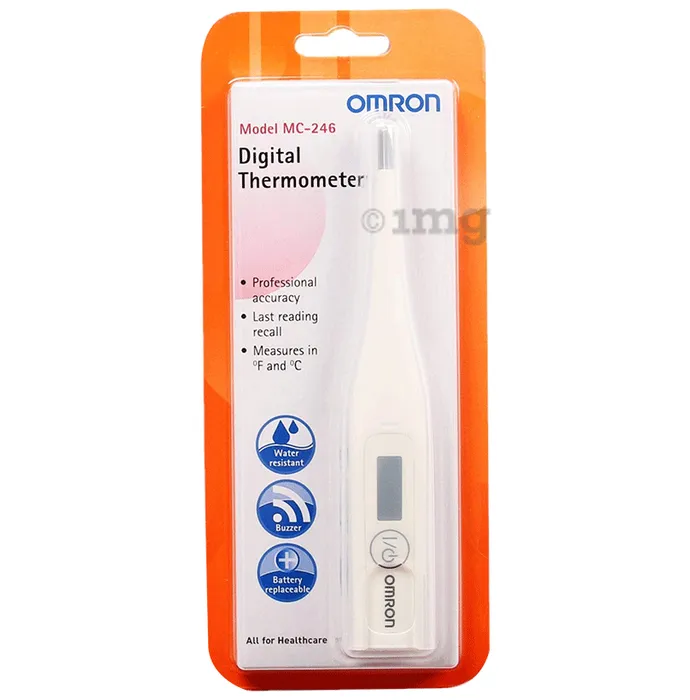 OMRON
Model MC-246
Digital
Thermometer
©1mg
• Professional
accuracy
• Last reading
recall
• Measures in
°F and °C
Water
resistant
Buzzer
Battery
replaceable
I/⏻
OMRON
All for Healthcare